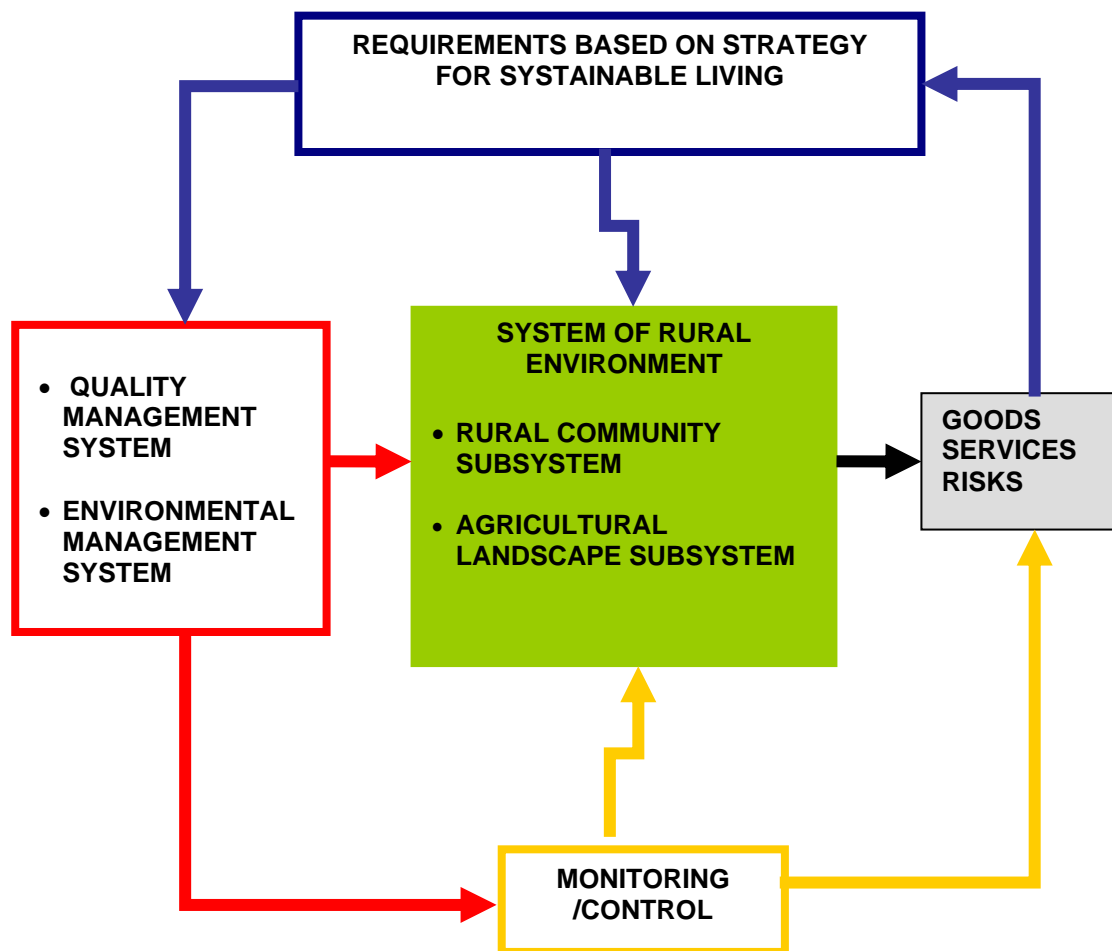 REQUIREMENTS BASED ON STRATEGY
FOR SYSTAINABLE LIVING
• QUALITY
MANAGEMENT
SYSTEM
• ENVIRONMENTAL
MANAGEMENT
SYSTEM
SYSTEM OF RURAL
ENVIRONMENT
• RURAL COMMUNITY
SUBSYSTEM
• AGRICULTURAL
LANDSCAPE SUBSYSTEM
GOODS
SERVICES
RISKS
MONITORING
/CONTROL